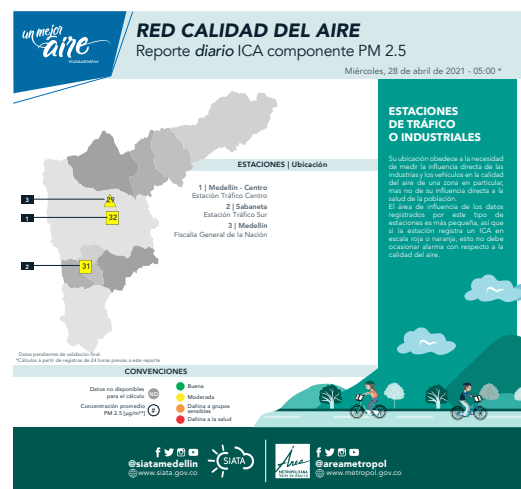 un mejor
aire
#CalidadDelAire
RED CALIDAD DEL AIRE
Reporte diario ICA componente PM 2.5
Miércoles, 28 de abril de 2021 - 05:00 *
ESTACIONES | Ubicación
1 | Medellín - Centro
Estación Tráfico Centro
2 | Sabaneta
Estación Tráfico Sur
3 | Medellín
Fiscalía General de la Nación
3
29
1
32
2
31
ESTACIONES
DE TRÁFICO
O INDUSTRIALES
Su ubicación obedece a la necesidad
de medir la influencia directa de las
industrias y los vehículos en la calidad
del aire de una zona en particular,
mas no de su influencia directa a la
salud de la población.
El área de influencia de los datos
registrados por este tipo de
estaciones es más pequeña, así que
si la estación registra un ICA en
escala roja o naranja, esto no debe
ocasionar alarma con respecto a la
calidad del aire.
Datos pendientes de validación final.
*Cálculos a partir de registros de 24 horas previas a este reporte
CONVENCIONES
Datos no disponibles
para el cálculo
ND
Concentración promedio
PM 2.5 (µg/m³*)
#
Buena
Moderada
Dañina a grupos
sensibles
Dañina a la salud
@siatamedellin
www.siata.gov.co
SIATA
Área
METROPOLITANA
Valle de Aburrá
@areametropol
www.metropol.gov.co